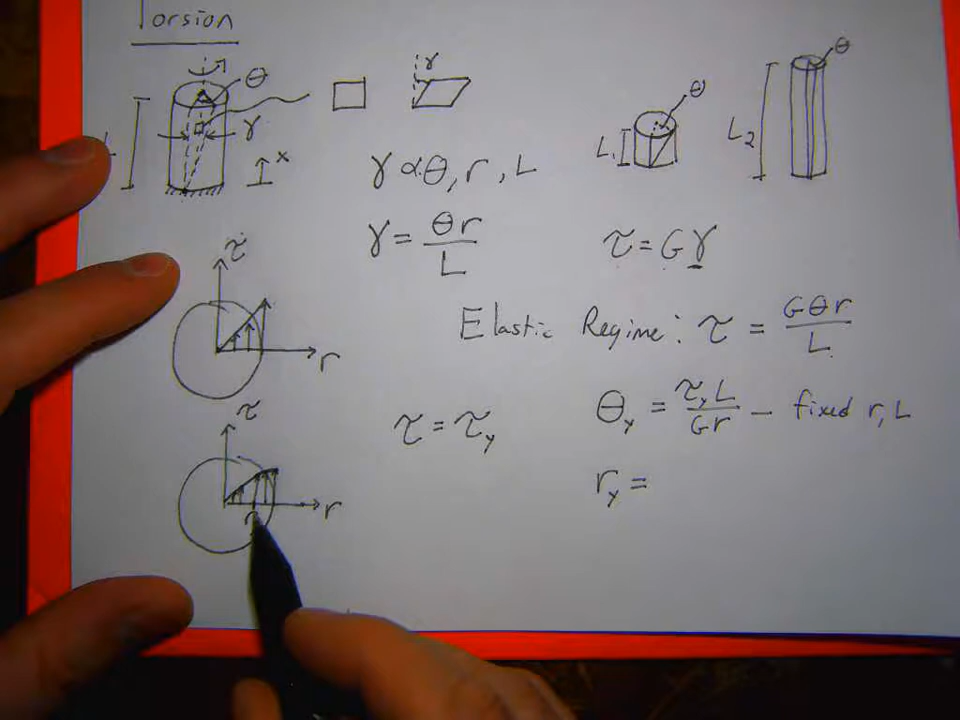 Torsion
θ
γ
x
γ
L₁
θ
L₂
θ
γ ∝ θ, r, L
γ = θr/L
τ = Gγ
τ
r
Elastic Regime: τ = Gθr/L
τ
r
τ = τy
θy = τyL/Gr – fixed r, L
ry =